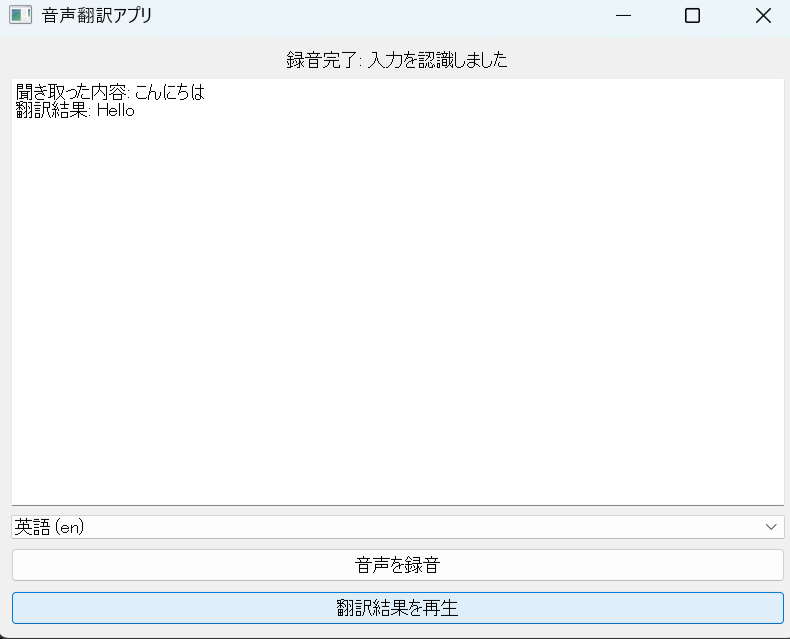 音声翻訳アプリ
録音完了: 入力を認識しました
聞き取った内容: こんにちは
翻訳結果: Hello
英語 (en)
音声を録音
翻訳結果を再生